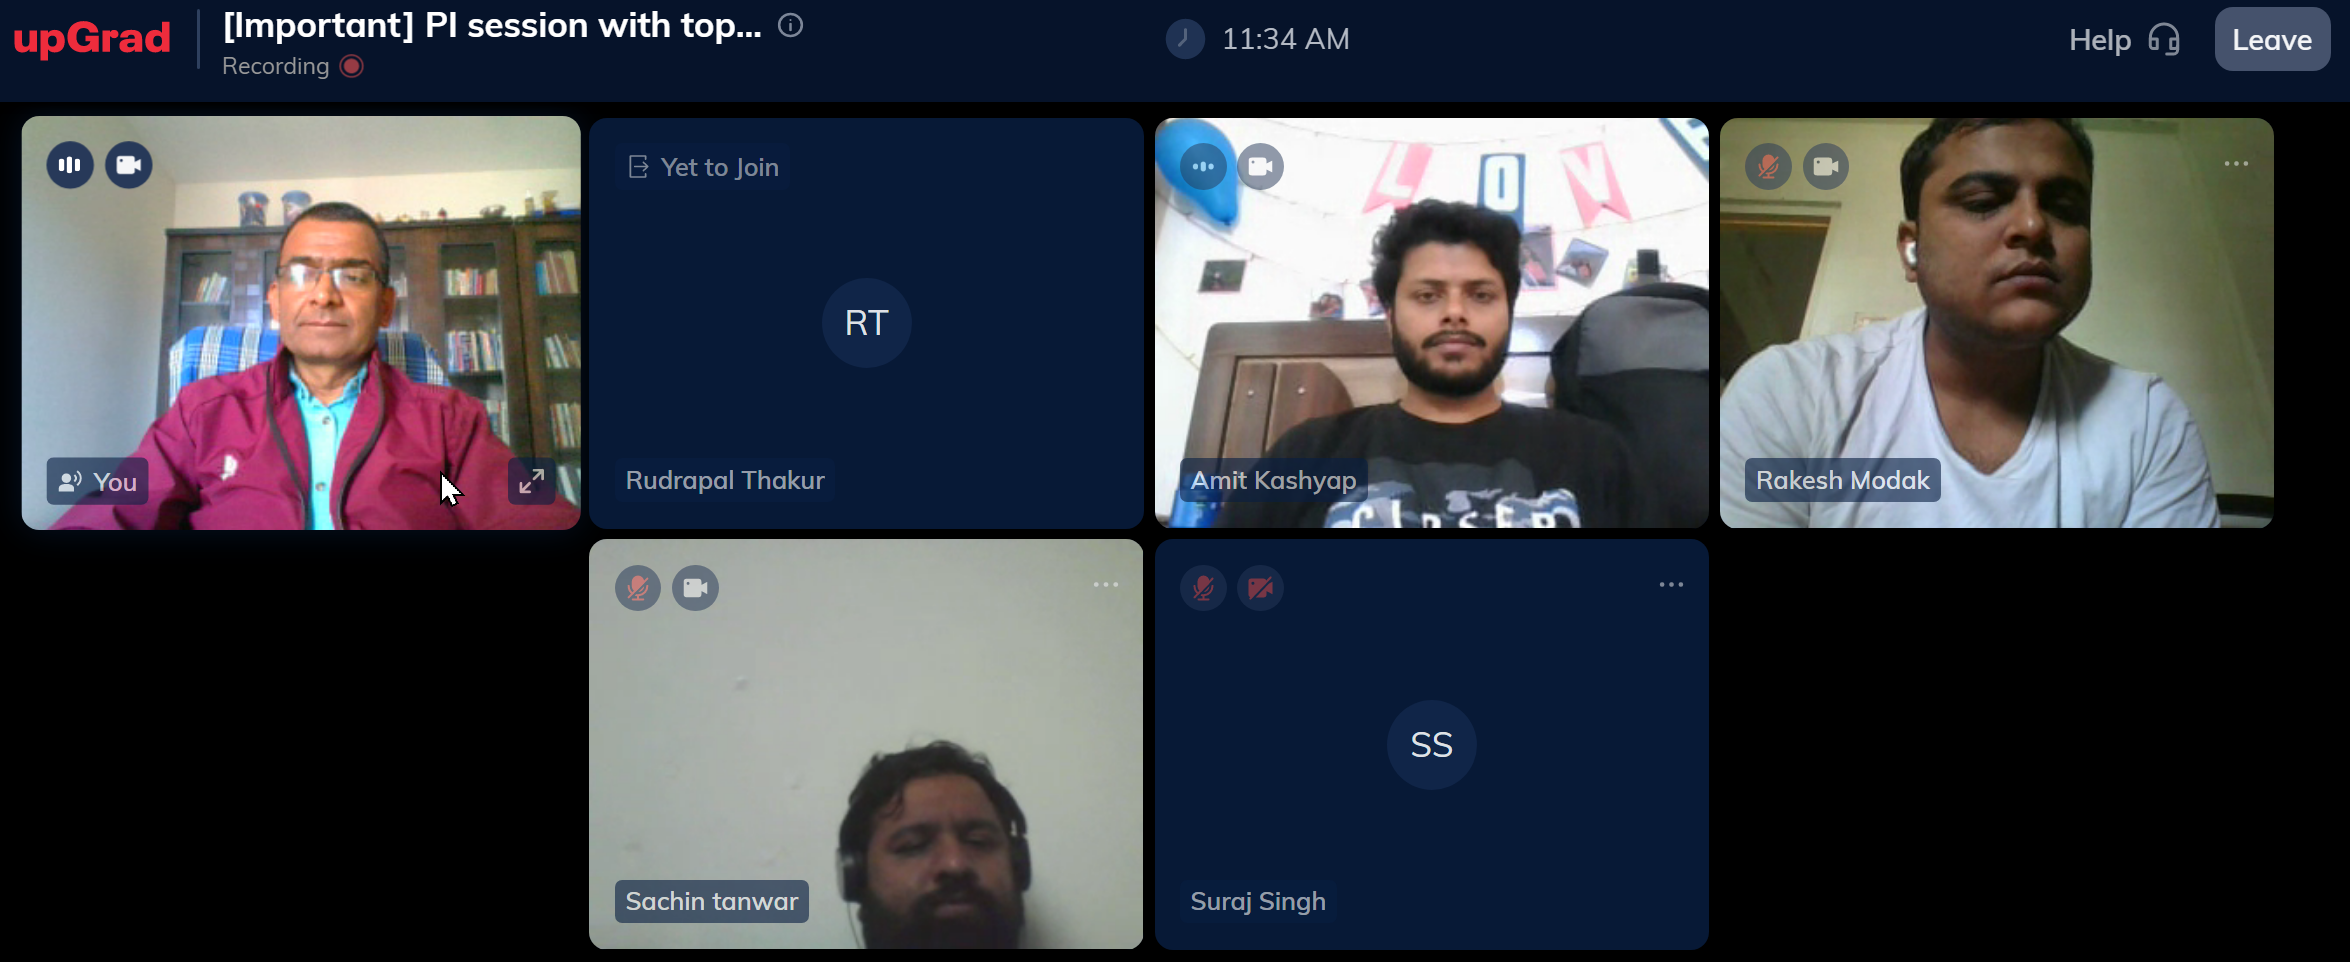 upGrad
[Important] PI session with top...
Recording
11:34 AM
Help
Leave
You
Yet to Join
RT
Rudrapal Thakur
L O V E
Amit Kashyap
Rakesh Modak
Sachin tanwar
SS
Suraj Singh